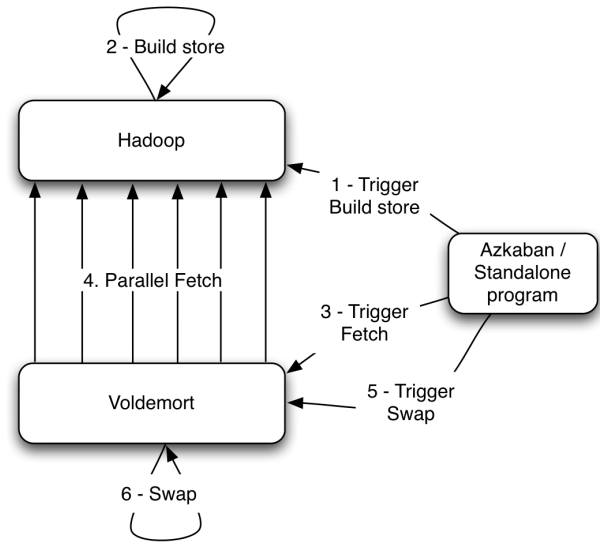 2 - Build store
Hadoop
1 - Trigger
Build store
Azkaban /
Standalone
program
4. Parallel Fetch
3 - Trigger
Fetch
Voldemort
5 - Trigger
Swap
6 - Swap